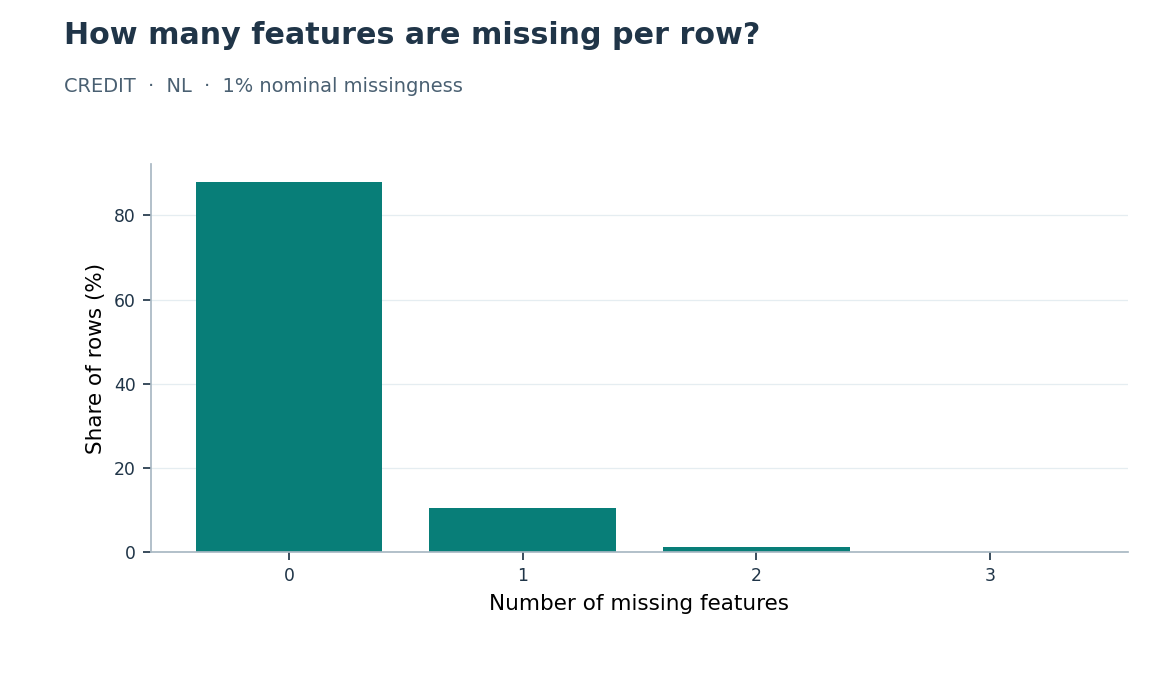 How many features are missing per row?
CREDIT · NL · 1% nominal missingness
Share of rows (%)
80
60
40
20
0
0 1 2 3
Number of missing features